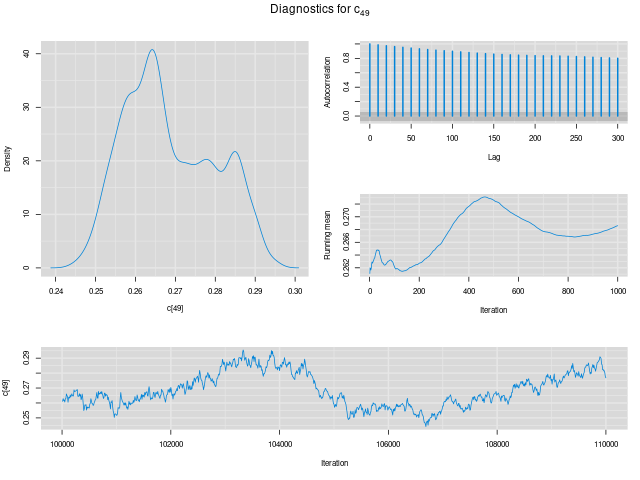 Diagnostics for c49
Density
0 10 20 30 40
0.24 0.25 0.26 0.27 0.28 0.29 0.30
c[49]
Autocorrelation
0.0 0.4 0.8
0 50 100 150 200 250 300
Lag
Running mean
0.262 0.266 0.270
0 200 400 600 800 1000
Iteration
c[49]
0.25 0.27 0.29
100000 102000 104000 106000 108000 110000
Iteration